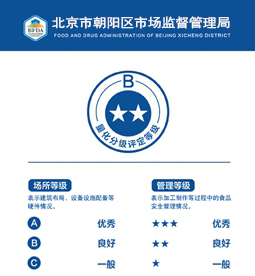 BFDA
北京市朝阳区市场监督管理局
FOOD AND DRUG ADMINISTRATION OF BEIJING XICHENG DISTRICT
B
★★
量化分级评定等级
场所等级
表示建筑布局、设备设施配备等
硬件情况。
A 优秀
B 良好
C 一般
管理等级
表示加工制作等过程中的食品
安全管理情况。
★★★ 优秀
★★ 良好
★ 一般